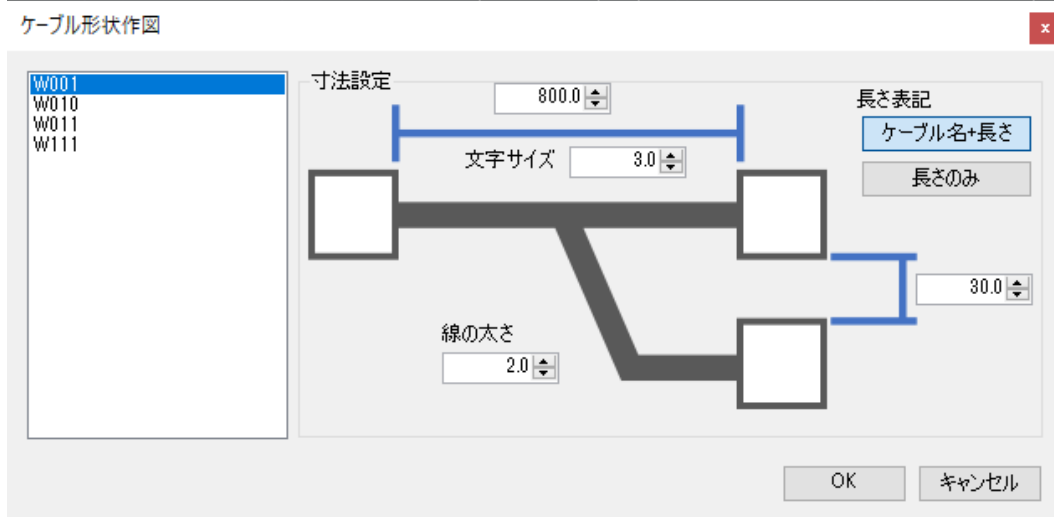 ケーブル形状作図
x
W001
W010
W011
W111
寸法設定
800.0
文字サイズ 3.0
長さ表記
ケーブル名+長さ
長さのみ
30.0
線の太さ
2.0
OK キャンセル